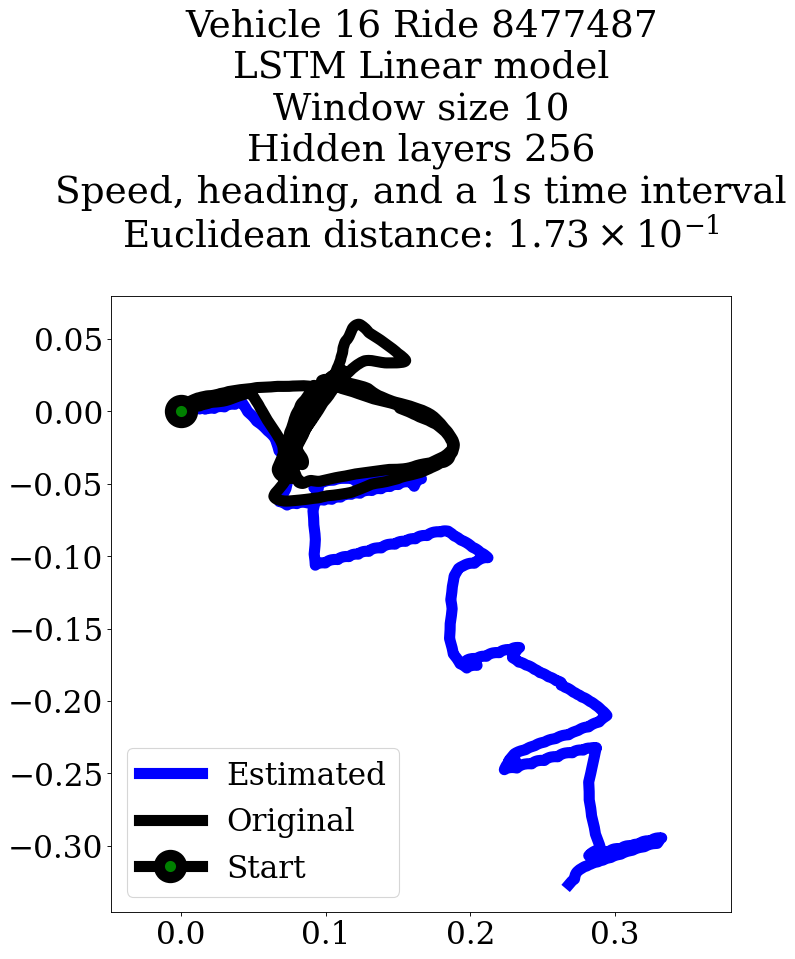 Vehicle 16 Ride 8477487
LSTM Linear model
Window size 10
Hidden layers 256
Speed, heading, and a 1s time interval
Euclidean distance: 1.73 × 10⁻¹
0.05
0.00
−0.05
−0.10
−0.15
−0.20
−0.25
−0.30
Estimated
Original
Start
0.0 0.1 0.2 0.3